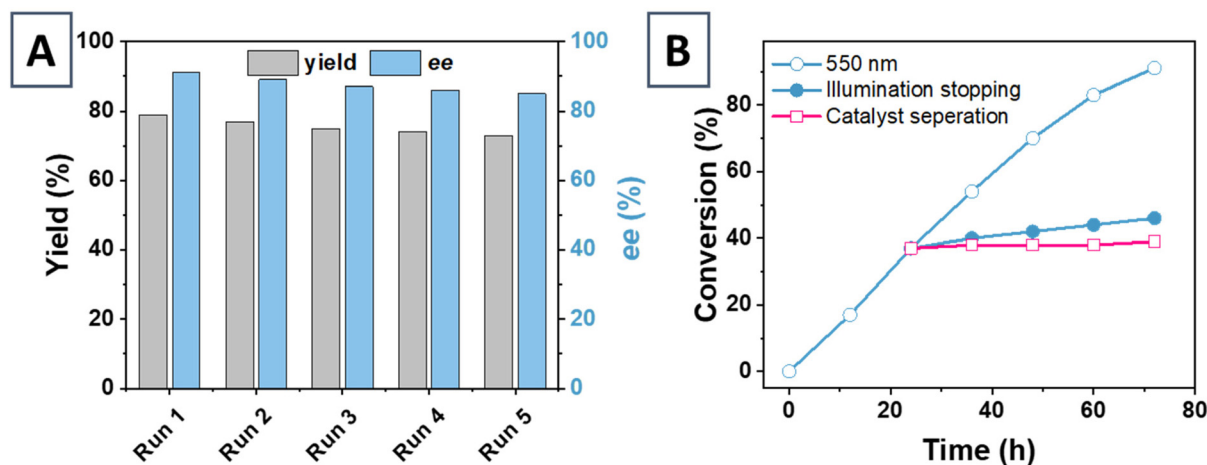 A
yield
ee
Yield (%)
100
80
60
40
20
0
100
80
60
40
20
0
ee (%)
Run 1
Run 2
Run 3
Run 4
Run 5
B
550 nm
Illumination stopping
Catalyst seperation
Conversion (%)
80
60
40
20
0
0
20
40
60
80
Time (h)